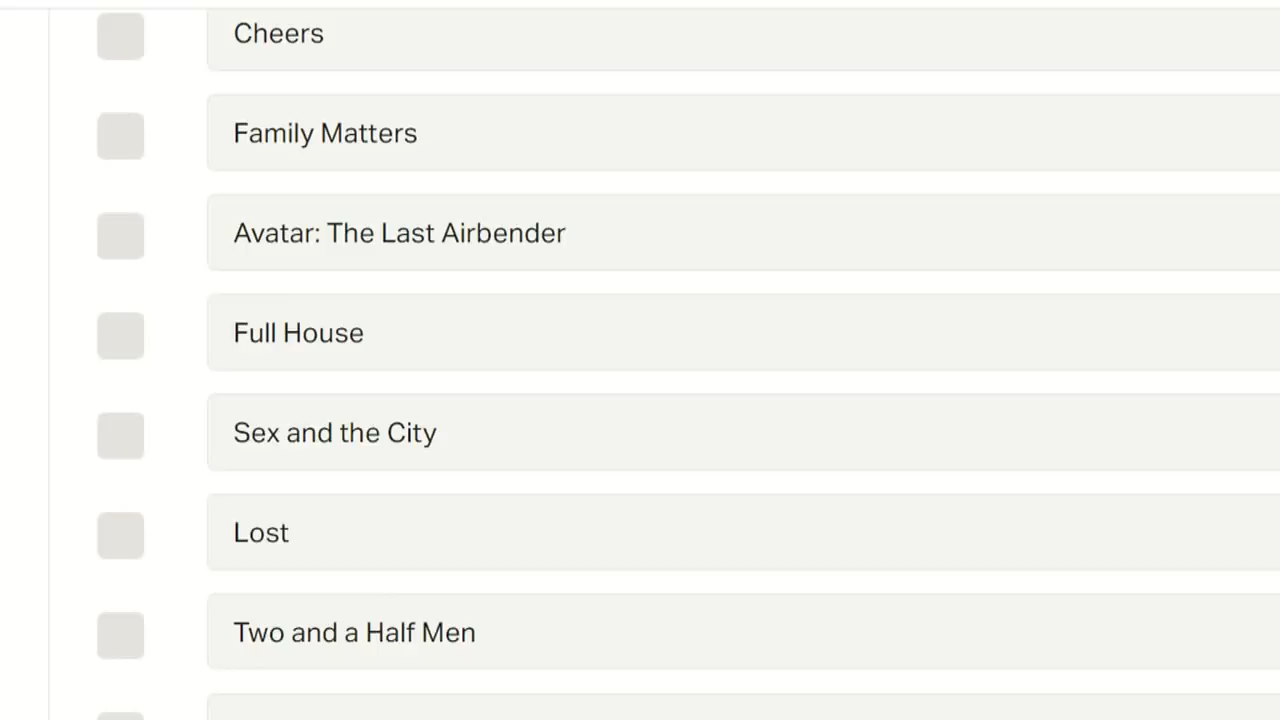 Cheers
Family Matters
Avatar: The Last Airbender
Full House
Sex and the City
Lost
Two and a Half Men